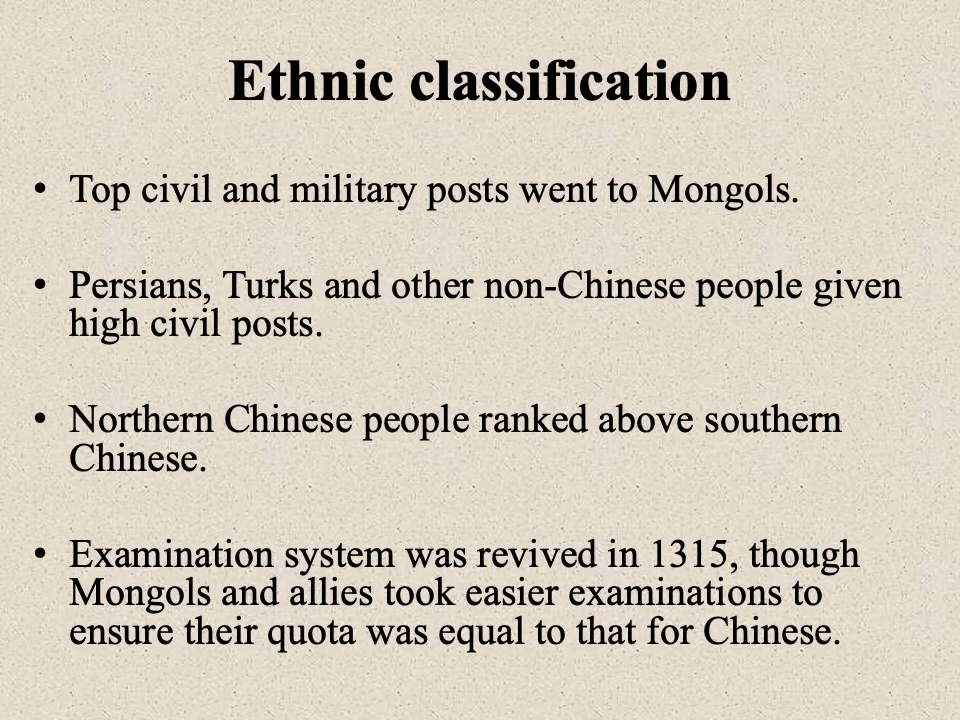 Ethnic classification
• Top civil and military posts went to Mongols.
• Persians, Turks and other non-Chinese people given
high civil posts.
• Northern Chinese people ranked above southern
Chinese.
• Examination system was revived in 1315, though
Mongols and allies took easier examinations to
ensure their quota was equal to that for Chinese.